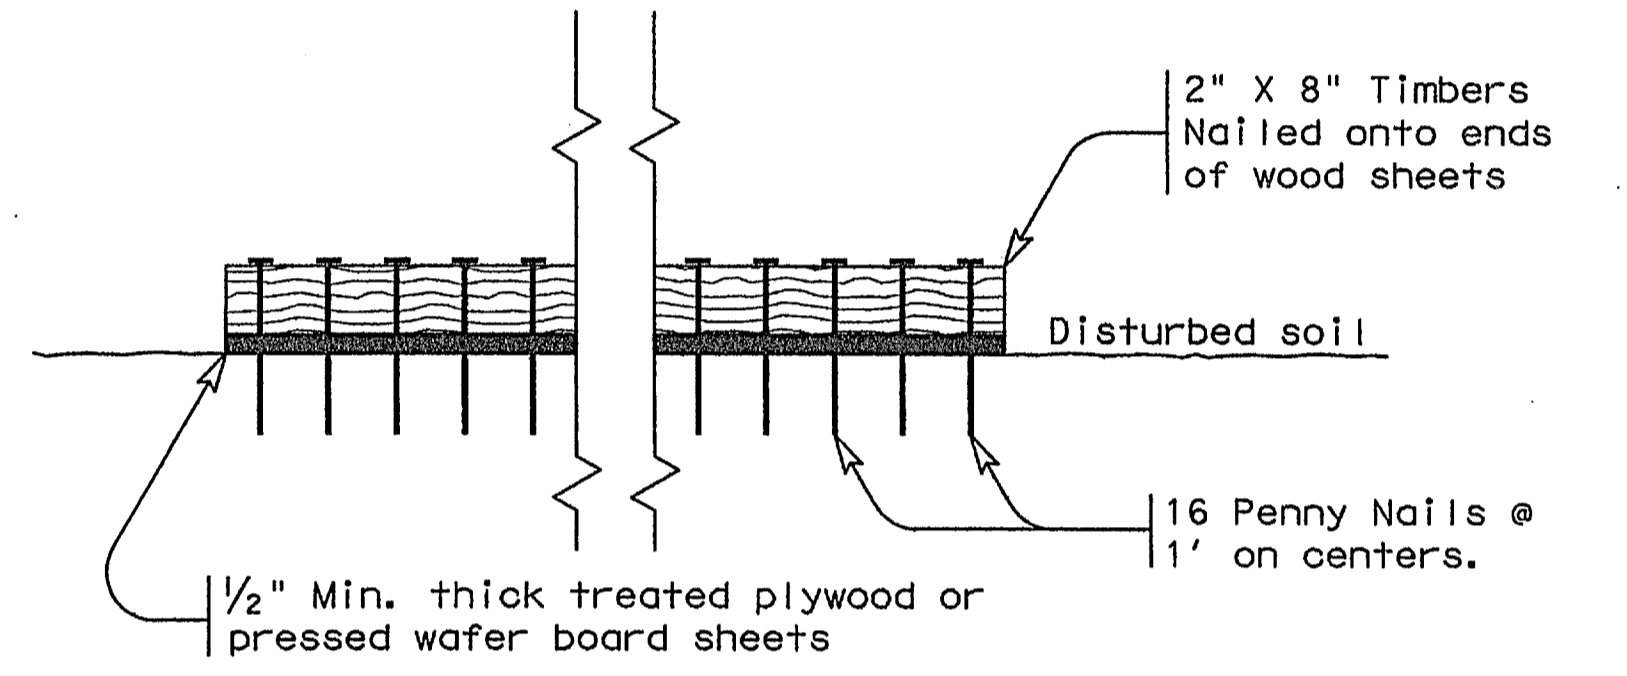 2" X 8" Timbers
Nailed onto ends
of wood sheets
Disturbed soil
16 Penny Nails @
1' on centers.
1/2" Min. thick treated plywood or
pressed wafer board sheets